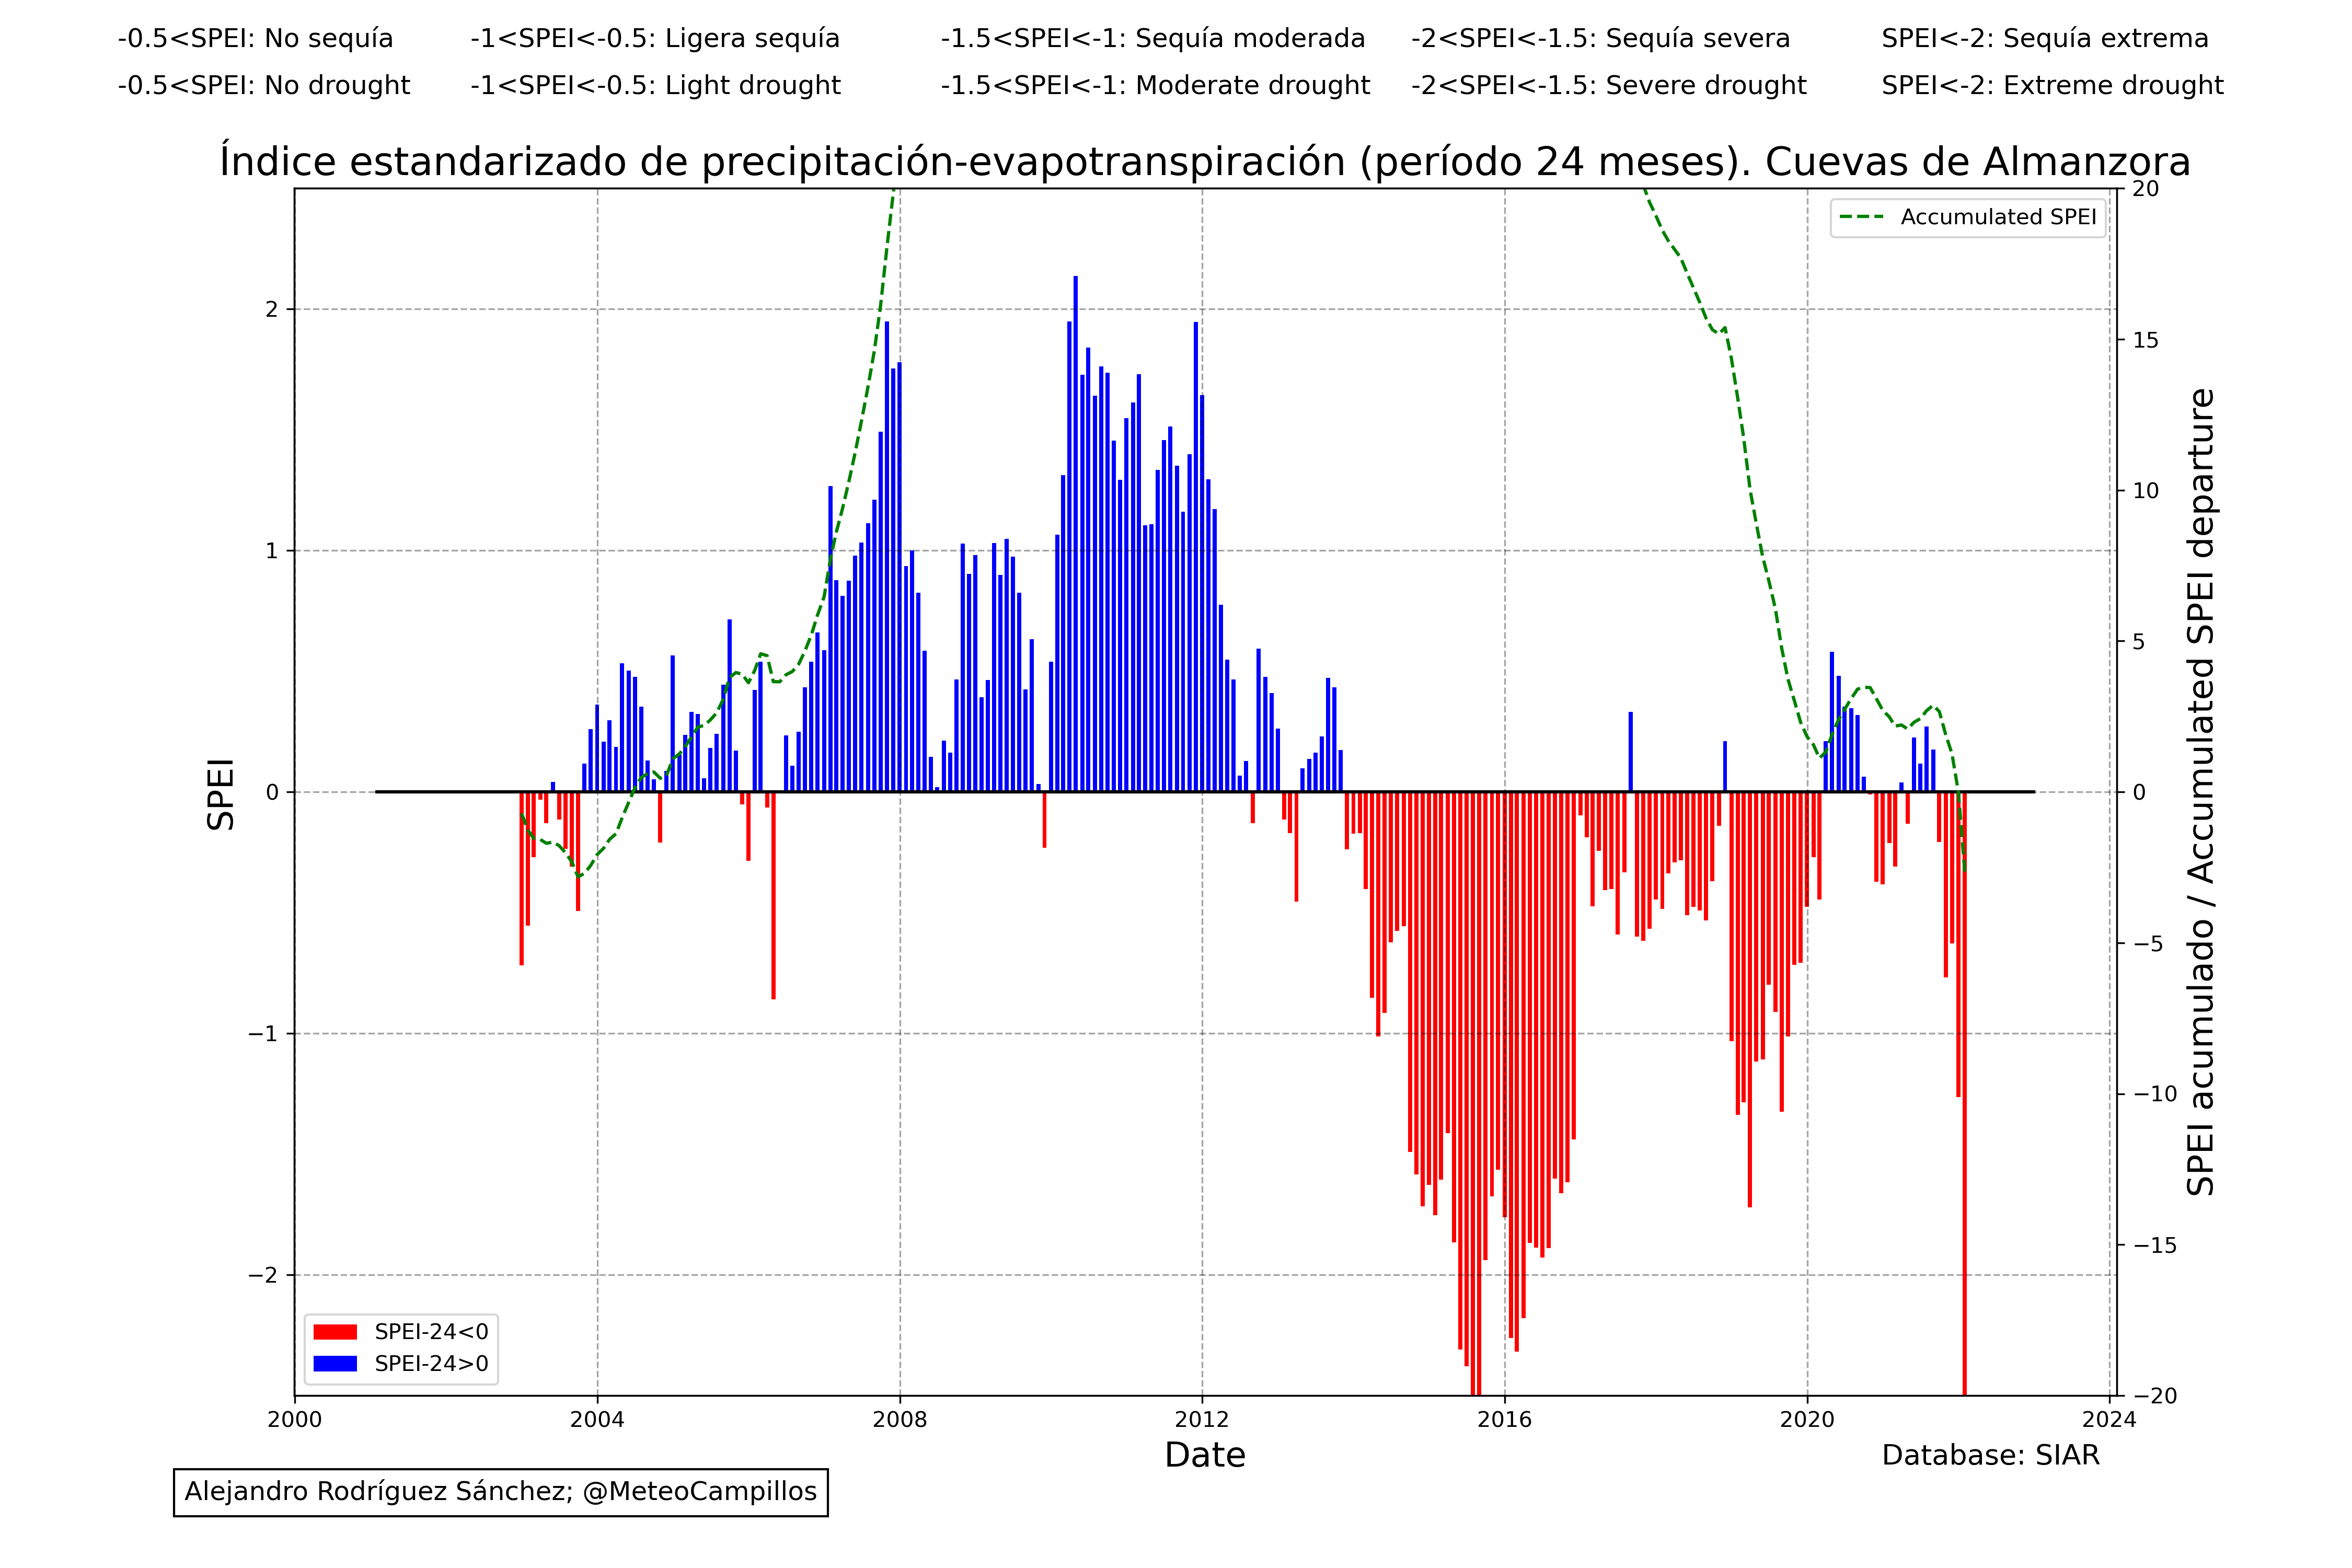 -0.5<SPEI: No sequía -1<SPEI<-0.5: Ligera sequía -1.5<SPEI<-1: Sequía moderada -2<SPEI<-1.5: Sequía severa SPEI<-2: Sequía extrema
-0.5<SPEI: No drought -1<SPEI<-0.5: Light drought -1.5<SPEI<-1: Moderate drought -2<SPEI<-1.5: Severe drought SPEI<-2: Extreme drought
Índice estandarizado de precipitación-evapotranspiración (período 24 meses). Cuevas de Almanzora
Accumulated SPEI
SPEI
2
1
0
−1
−2
20
15
10
5
0
−5
−10
−15
−20
SPEI acumulado / Accumulated SPEI departure
SPEI-24<0
SPEI-24>0
2000 2004 2008 2012 2016 2020 2024
Date
Database: SIAR
Alejandro Rodríguez Sánchez; @MeteoCampillos